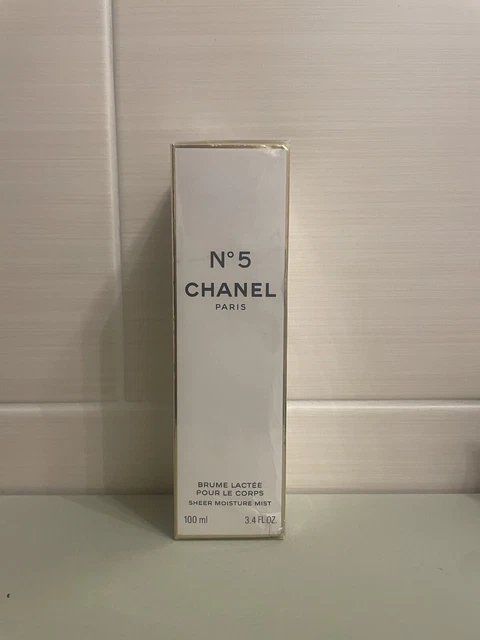 N°5
CHANEL
PARIS
BRUME LACTÉE
POUR LE CORPS
SHEER MOISTURE MIST
100 ml 3.4 FL.OZ.